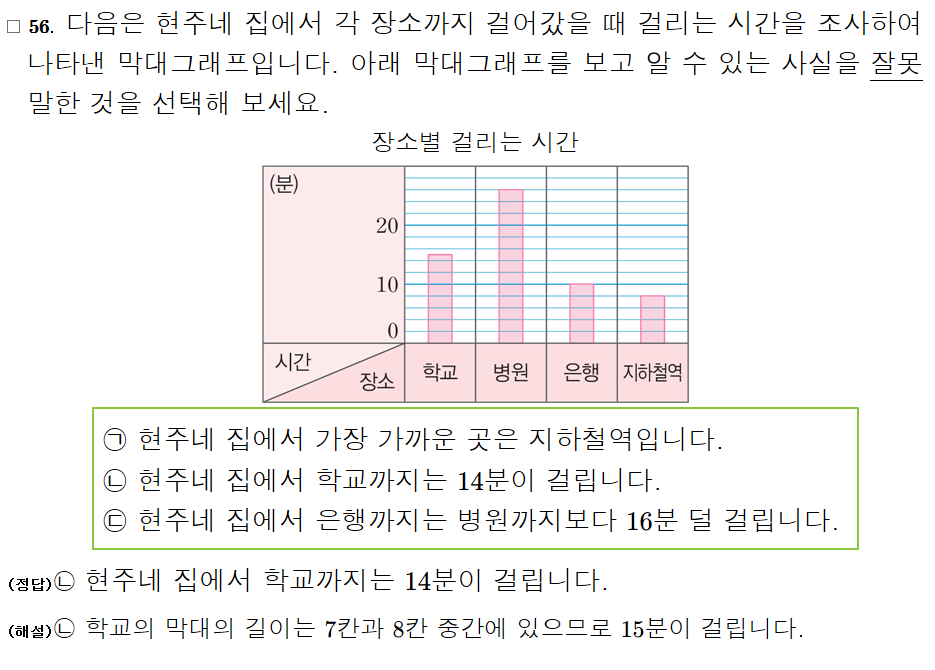 □ 56. 다음은 현주네 집에서 각 장소까지 걸어갔을 때 걸리는 시간을 조사하여
나타낸 막대그래프입니다. 아래 막대그래프를 보고 알 수 있는 사실을 잘못
말한 것을 선택해 보세요.
장소별 걸리는 시간
(분)
20
10
0
시간
장소
학교 병원 은행 지하철역
㉠ 현주네 집에서 가장 가까운 곳은 지하철역입니다.
㉡ 현주네 집에서 학교까지는 14분이 걸립니다.
㉢ 현주네 집에서 은행까지는 병원까지보다 16분 덜 걸립니다.
(정답)㉡ 현주네 집에서 학교까지는 14분이 걸립니다.
(해설)㉡ 학교의 막대의 길이는 7칸과 8칸 중간에 있으므로 15분이 걸립니다.